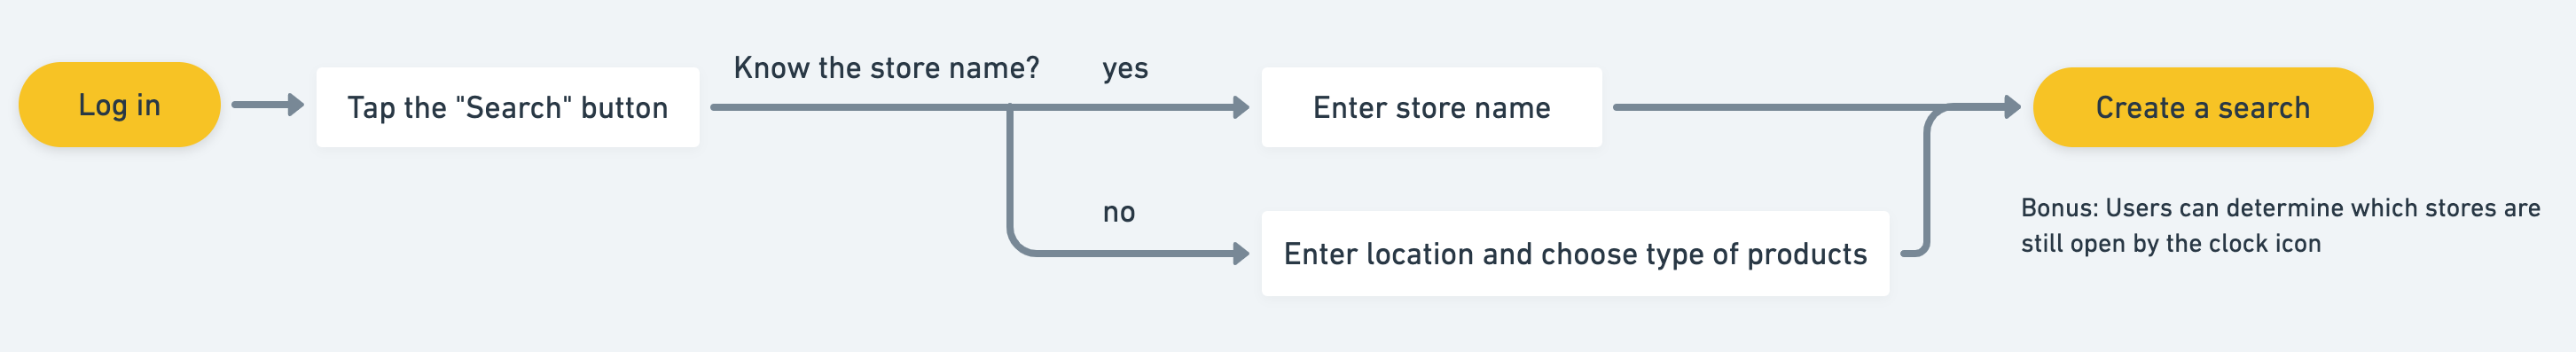 Log in
Tap the "Search" button
Know the store name?
yes
Enter store name
no
Enter location and choose type of products
Create a search
Bonus: Users can determine which stores are
still open by the clock icon